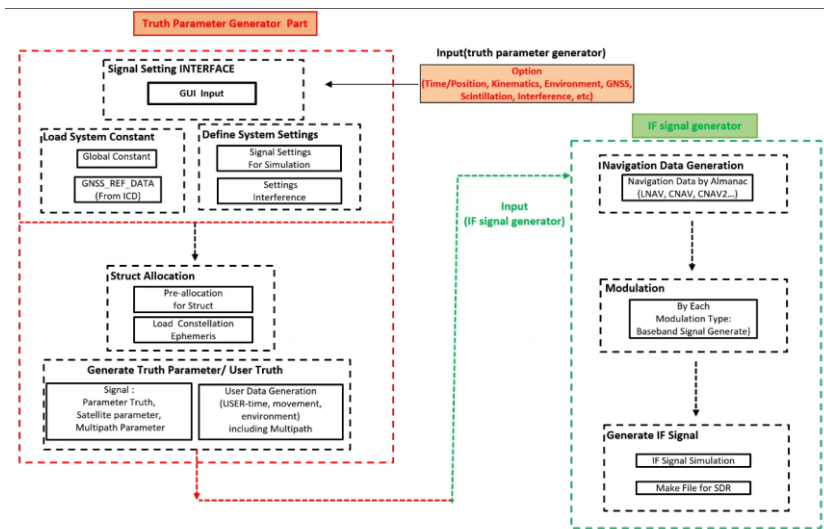 Truth Parameter Generator Part
Signal Setting INTERFACE
GUI Input
Input(truth parameter generator)
Option
(Time/Position, Kinematics, Environment, GNSS,
Scintillation, Interference, etc)
Load System Constant
Global Constant
GNSS_REF_DATA
(From ICD)
Define System Settings
Signal Settings
For Simulation
Settings
Interference
Struct Allocation
Pre-allocation
for Struct
Load Constellation
Ephemeris
Generate Truth Parameter/ User Truth
Signal :
Parameter Truth,
Satellite parameter,
Multipath Parameter
User Data Generation
(USER-time, movement,
environment)
including Multipath
Input
(IF signal generator)
IF signal generator
Navigation Data Generation
Navigation Data by Almanac
(LNAV, CNAV, CNAV2...)
Modulation
By Each
Modulation Type:
Baseband Signal Generate)
Generate IF Signal
IF Signal Simulation
Make File for SDR